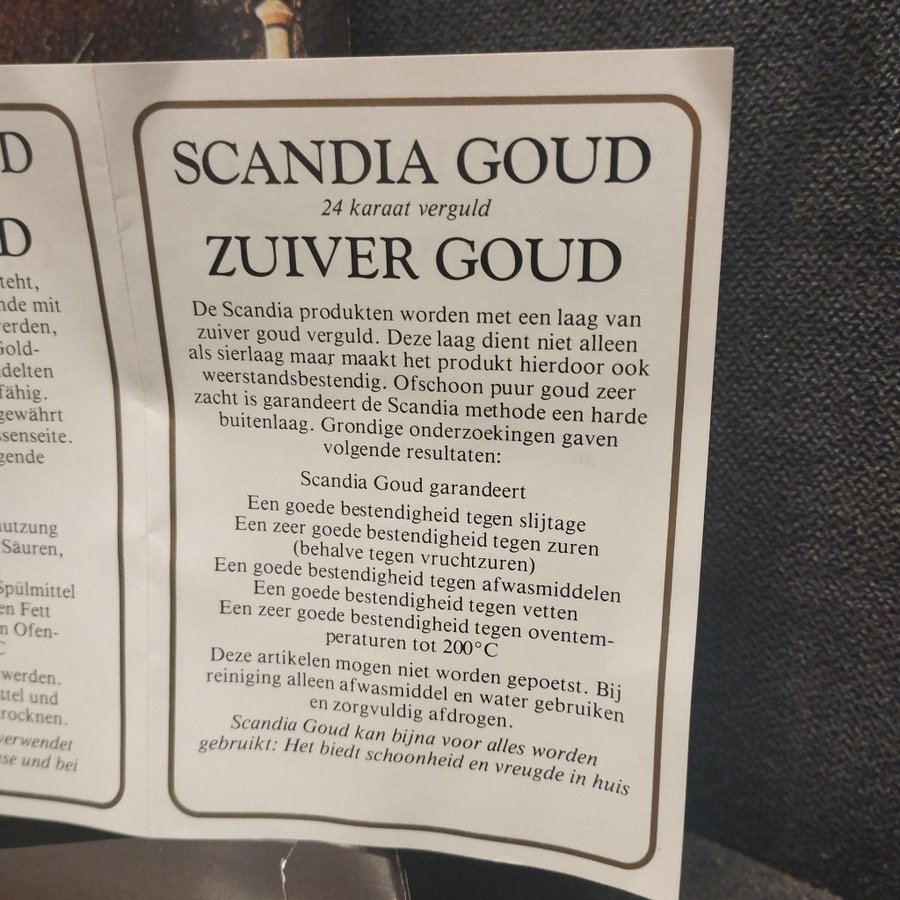 D
D
teht,
nde mit
erden,
Gold-
delten
fähig.
gewährt
ssenseite.
gende
nutzung
Säuren,
Spülmittel
en Fett
n Ofen-
C
werden.
ttel und
rocknen.
verwendet
se und bei
SCANDIA GOUD
24 karaat verguld
ZUIVER GOUD
De Scandia produkten worden met een laag van
zuiver goud verguld. Deze laag dient niet alleen
als sierlaag maar maakt het produkt hierdoor ook
weerstandsbestendig. Ofschoon puur goud zeer
zacht is garandeert de Scandia methode een harde
buitenlaag. Grondige onderzoekingen gaven
volgende resultaten:
Scandia Goud garandeert
Een goede bestendigheid tegen slijtage
Een zeer goede bestendigheid tegen zuren
(behalve tegen vruchtzuren)
Een goede bestendigheid tegen afwasmiddelen
Een goede bestendigheid tegen vetten
Een zeer goede bestendigheid tegen oventem-
peraturen tot 200°C
Deze artikelen mogen niet worden gepoetst. Bij
reiniging alleen afwasmiddel en water gebruiken
en zorgvuldig afdrogen.
Scandia Goud kan bijna voor alles worden
gebruikt: Het biedt schoonheid en vreugde in huis